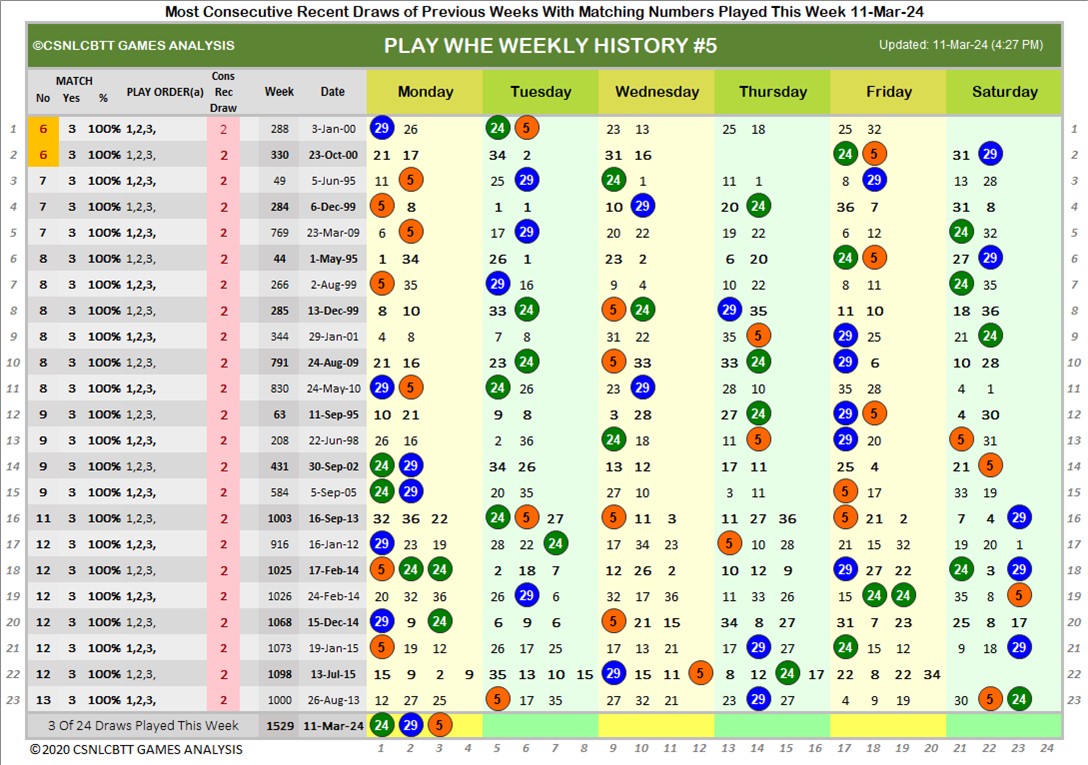 Most Consecutive Recent Draws of Previous Weeks With Matching Numbers Played This Week 11-Mar-24
©CSNLCBTT GAMES ANALYSIS PLAY WHE WEEKLY HISTORY #5 Updated: 11-Mar-24 (4:27 PM)
No MATCH Yes % PLAY ORDER(a) Cons Rec Draw Week Date Monday Tuesday Wednesday Thursday Friday Saturday
1 6 3 100% 1,2,3, 2 288 3-Jan-00 29 26 24 5 23 13 25 18 25 32 1
2 6 3 100% 1,2,3, 2 330 23-Oct-00 21 17 34 2 31 16 24 5 31 29 2
3 7 3 100% 1,2,3, 2 49 5-Jun-95 11 5 25 29 24 1 11 1 8 29 13 28 3
4 7 3 100% 1,2,3, 2 284 6-Dec-99 5 8 1 1 10 29 20 24 36 7 31 8 4
5 7 3 100% 1,2,3, 2 769 23-Mar-09 6 5 17 29 20 22 19 22 6 12 24 32 5
6 8 3 100% 1,2,3, 2 44 1-May-95 1 34 26 1 23 2 6 20 24 5 27 29 6
7 8 3 100% 1,2,3, 2 266 2-Aug-99 5 35 29 16 9 4 10 22 8 11 24 35 7
8 8 3 100% 1,2,3, 2 285 13-Dec-99 8 10 33 24 5 24 29 35 11 10 18 36 8
9 8 3 100% 1,2,3, 2 344 29-Jan-01 4 8 7 8 31 22 35 5 29 25 21 24 9
10 8 3 100% 1,2,3, 2 791 24-Aug-09 21 16 23 24 5 33 33 24 29 6 10 28 10
11 8 3 100% 1,2,3, 2 830 24-May-10 29 5 24 26 23 29 28 10 35 28 4 1 11
12 9 3 100% 1,2,3, 2 63 11-Sep-95 10 21 9 8 3 28 27 24 29 5 4 30 12
13 9 3 100% 1,2,3, 2 208 22-Jun-98 26 16 2 36 24 18 11 5 29 20 5 31 13
14 9 3 100% 1,2,3, 2 431 30-Sep-02 24 29 34 26 13 12 17 11 25 4 21 5 14
15 9 3 100% 1,2,3, 2 584 5-Sep-05 24 29 20 35 27 10 3 11 5 17 33 19 15
16 11 3 100% 1,2,3, 2 1003 16-Sep-13 32 36 22 24 5 27 5 11 3 11 27 36 5 21 2 7 4 29 16
17 12 3 100% 1,2,3, 2 916 16-Jan-12 29 23 19 28 22 24 17 34 23 5 10 28 21 15 32 19 20 1 17
18 12 3 100% 1,2,3, 2 1025 17-Feb-14 5 24 24 2 18 7 12 26 2 10 12 9 29 27 22 24 3 29 18
19 12 3 100% 1,2,3, 2 1026 24-Feb-14 20 32 36 26 29 6 32 17 36 11 33 26 15 24 24 35 8 5 19
20 12 3 100% 1,2,3, 2 1068 15-Dec-14 29 9 24 6 9 6 5 21 15 34 8 27 31 7 23 25 8 17 20
21 12 3 100% 1,2,3, 2 1073 19-Jan-15 5 19 12 26 17 25 17 13 21 17 29 27 24 15 12 9 18 29 21
22 12 3 100% 1,2,3, 2 1098 13-Jul-15 15 9 2 9 35 13 10 15 29 15 11 5 8 12 24 17 22 8 22 34 22
23 13 3 100% 1,2,3, 2 1000 26-Aug-13 12 27 25 5 17 35 27 32 21 23 29 27 4 9 19 30 5 24 23
3 Of 24 Draws Played This Week 1529 11-Mar-24 24 29 5
© 2020 CSNLCBTT GAMES ANALYSIS 1 2 3 4 5 6 7 8 9 10 11 12 13 14 15 16 17 18 19 20 21 22 23 24